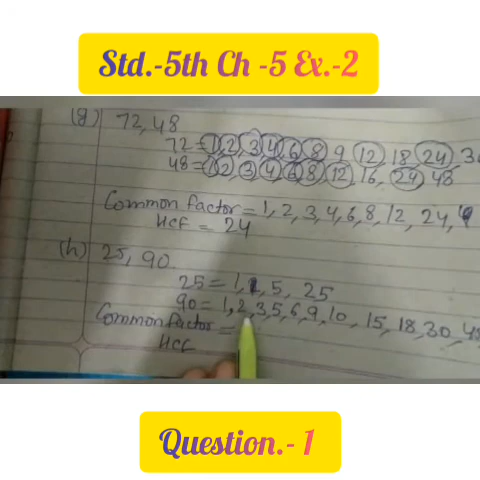 Std.-5th Ch -5 Ex.-2
(g) 72, 48
72 = 1, 2, 3, 4, 6, 8, 9, 12, 18, 24, 3
48 = 1, 2, 3, 4, 6, 8, 12, 16, 24, 48
Common factor = 1, 2, 3, 4, 6, 8, 12, 24,
HCF = 24
(h) 25, 90
25 = 1, 5, 25
90 = 1, 2, 3, 5, 6, 9, 10, 15, 18, 30, 4
Common factor =
HCF
Question.- 1